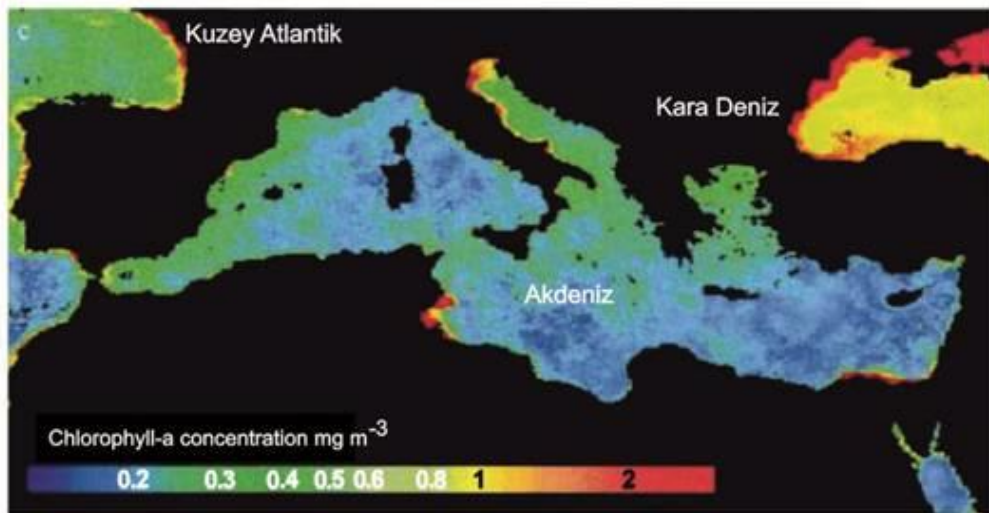 C
Kuzey Atlantik
Kara Deniz
Akdeniz
Chlorophyll-a concentration mg m⁻³
0.2 0.3 0.4 0.5 0.6 0.8 1 2